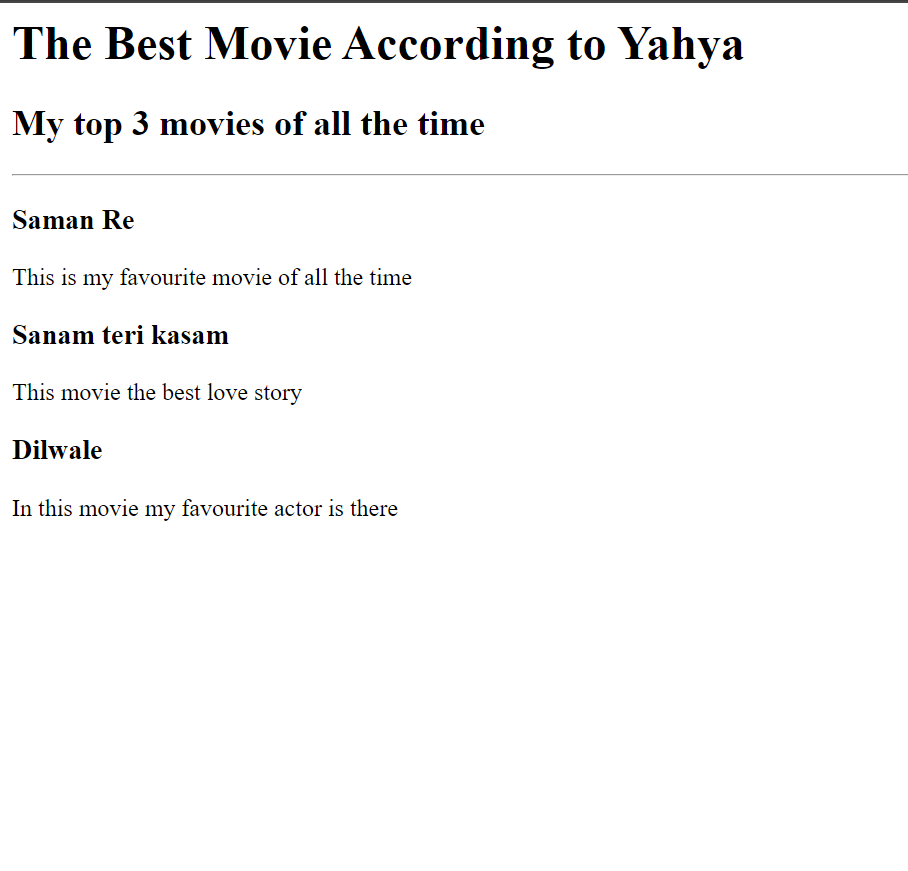 The Best Movie According to Yahya
My top 3 movies of all the time
Saman Re
This is my favourite movie of all the time
Sanam teri kasam
This movie the best love story
Dilwale
In this movie my favourite actor is there